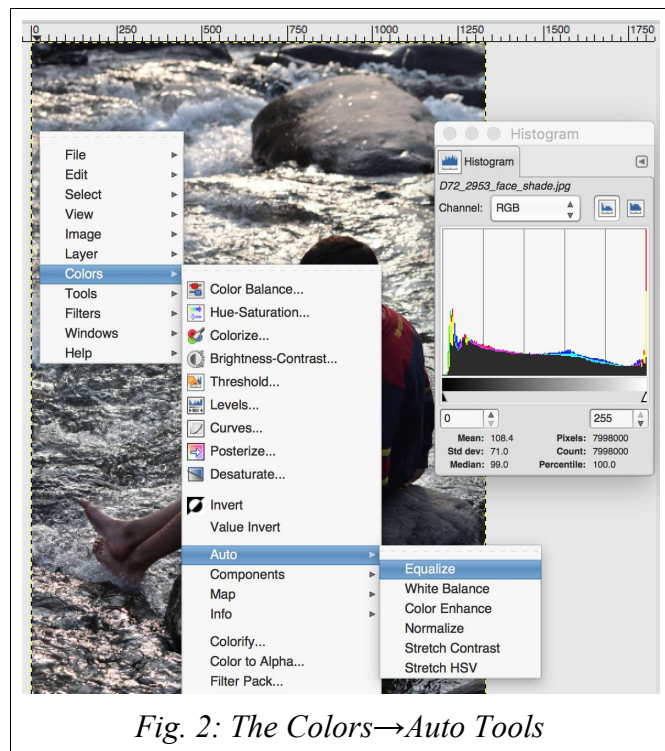 0 250 500 750 1000 1250 1500 1750
File
Edit
Select
View
Image
Layer
Colors
Tools
Filters
Windows
Help
Color Balance...
Hue-Saturation...
Colorize...
Brightness-Contrast...
Threshold...
Levels...
Curves...
Posterize...
Desaturate...
Invert
Value Invert
Auto
Components
Map
Info
Colorify...
Color to Alpha...
Filter Pack...
Equalize
White Balance
Color Enhance
Normalize
Stretch Contrast
Stretch HSV
Histogram
Histogram
D72_2953_face_shade.jpg
Channel: RGB
0 255
Mean: 108.4 Pixels: 7998000
Std dev: 71.0 Count: 7998000
Median: 99.0 Percentile: 100.0
Fig. 2: The Colors→Auto Tools